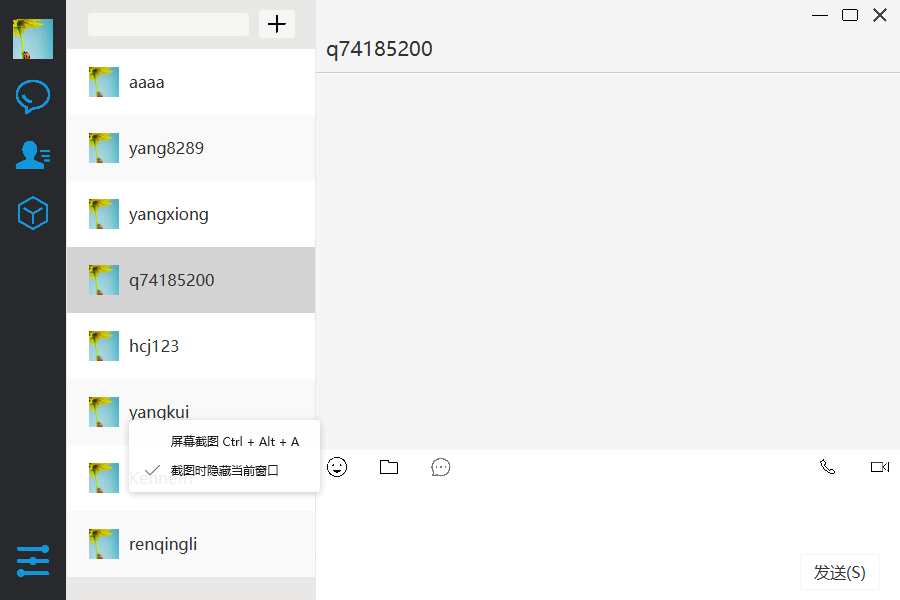 q74185200
aaaa
yang8289
yangxiong
q74185200
hcj123
yangkui
屏幕截图 Ctrl + Alt + A
截图时隐藏当前窗口
Kenneth
renqingli
发送(S)